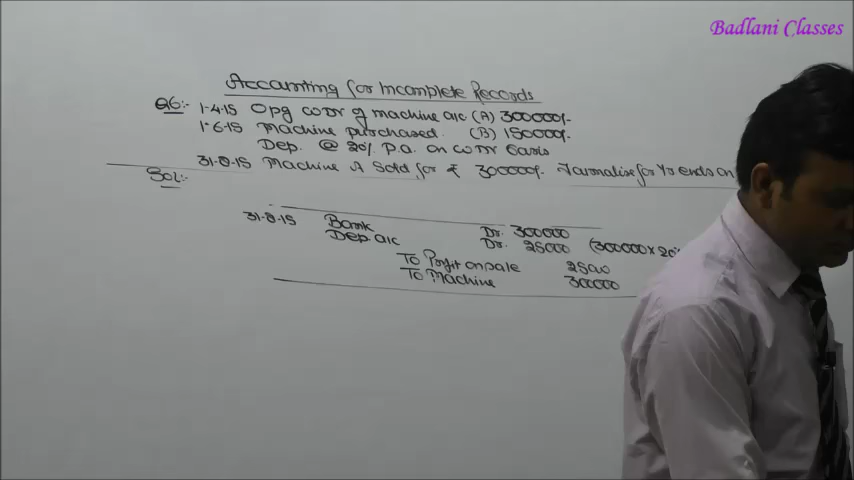 Badlani Classes
Accounting for Incomplete Records
Q6:- 1-4-15 Opg WDV of machine a/c (A) 300000/-
1-6-15 Machine purchased. (B) 150000/-
Dep. @ 20% p.a. on WDV basis
31-8-15 Machine A Sold for ₹ 300000/- Journalise for Yr ends on
Sol:-
31-8-15 Bank Dr. 300000
Dep a/c Dr. 25000 (300000 x 20%
To Profit on sale 25000
To Machine 300000